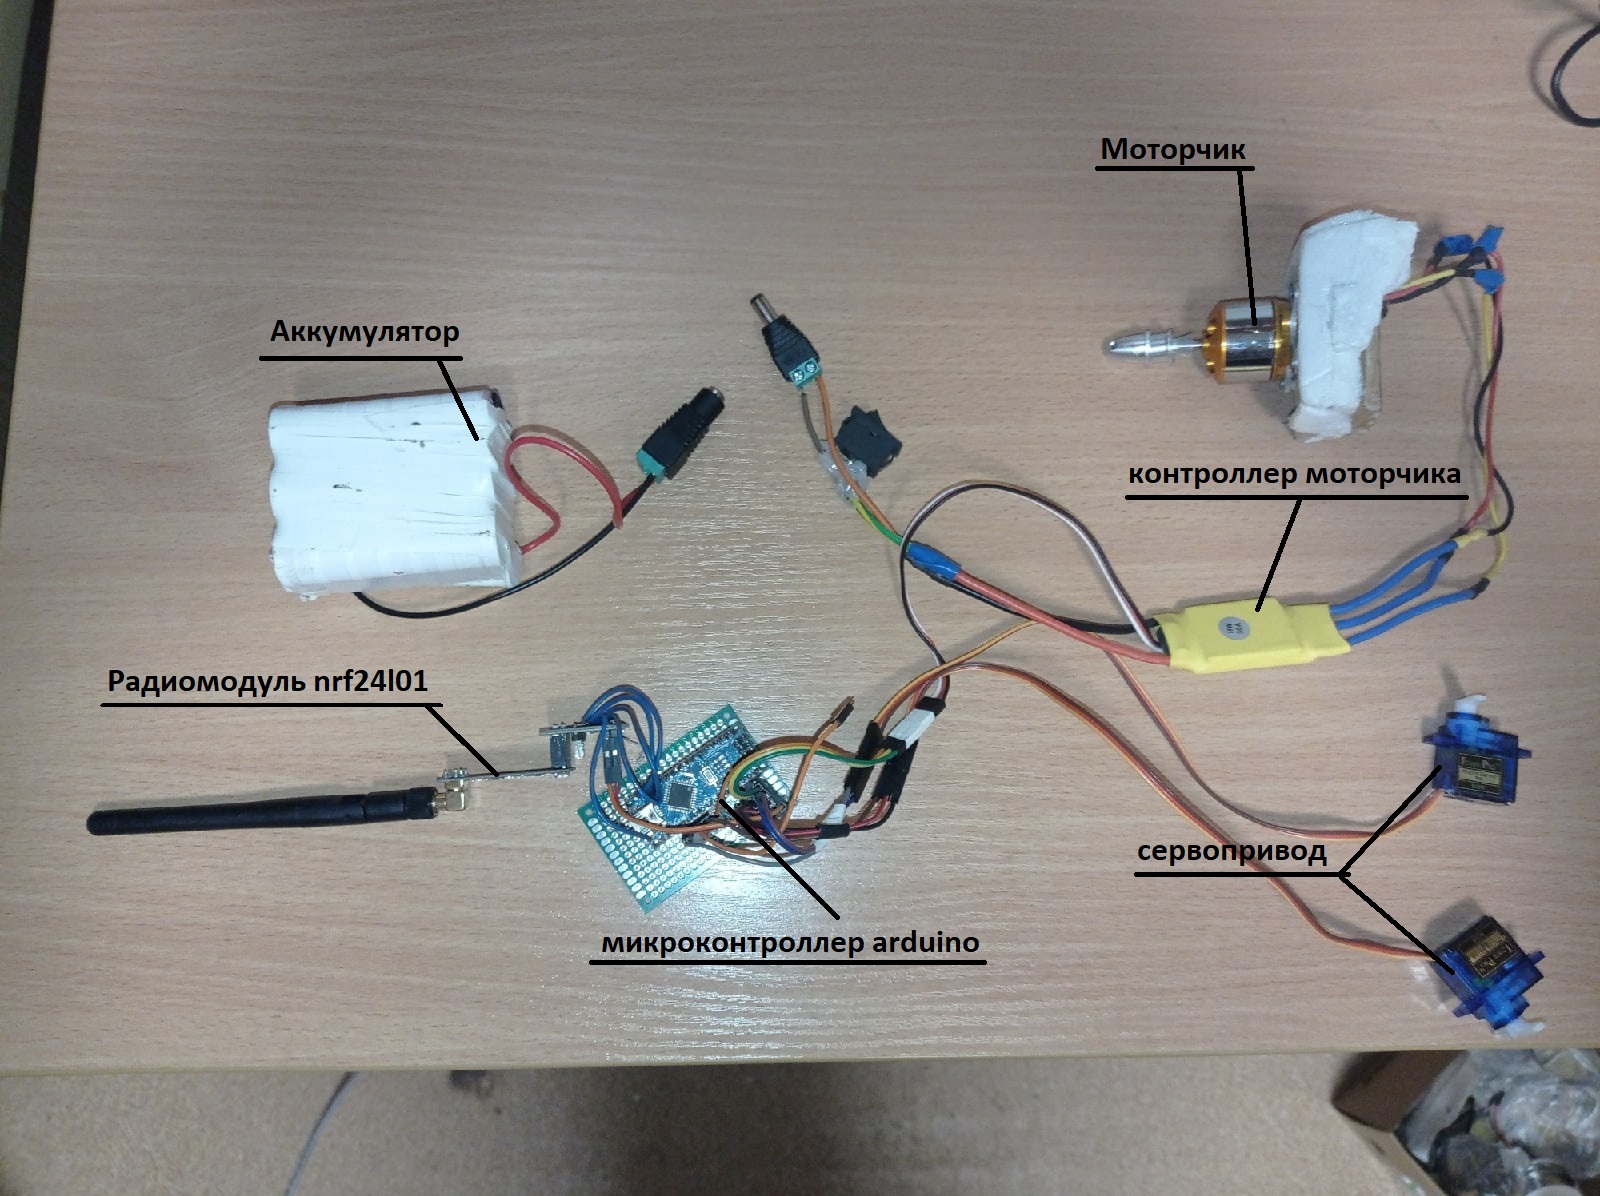 Моторчик
Аккумулятор
контроллер моторчика
Радиомодуль nrf24l01
сервопривод
микроконтроллер arduino